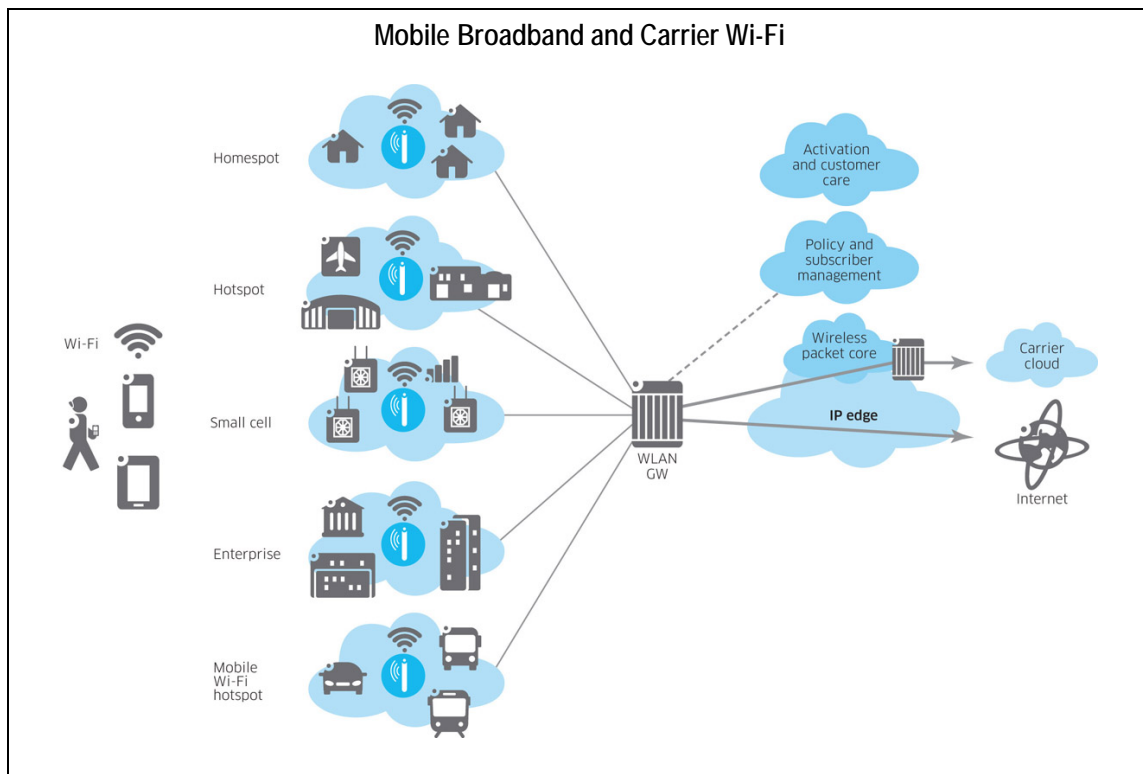 Mobile Broadband and Carrier Wi-Fi
Homespot
Activation
and customer
care
Hotspot
Policy and
subscriber
management
Wi-Fi
Wireless
packet core
Carrier
cloud
Small cell
IP edge
WLAN
GW
Internet
Enterprise
Mobile
Wi-Fi
hotspot